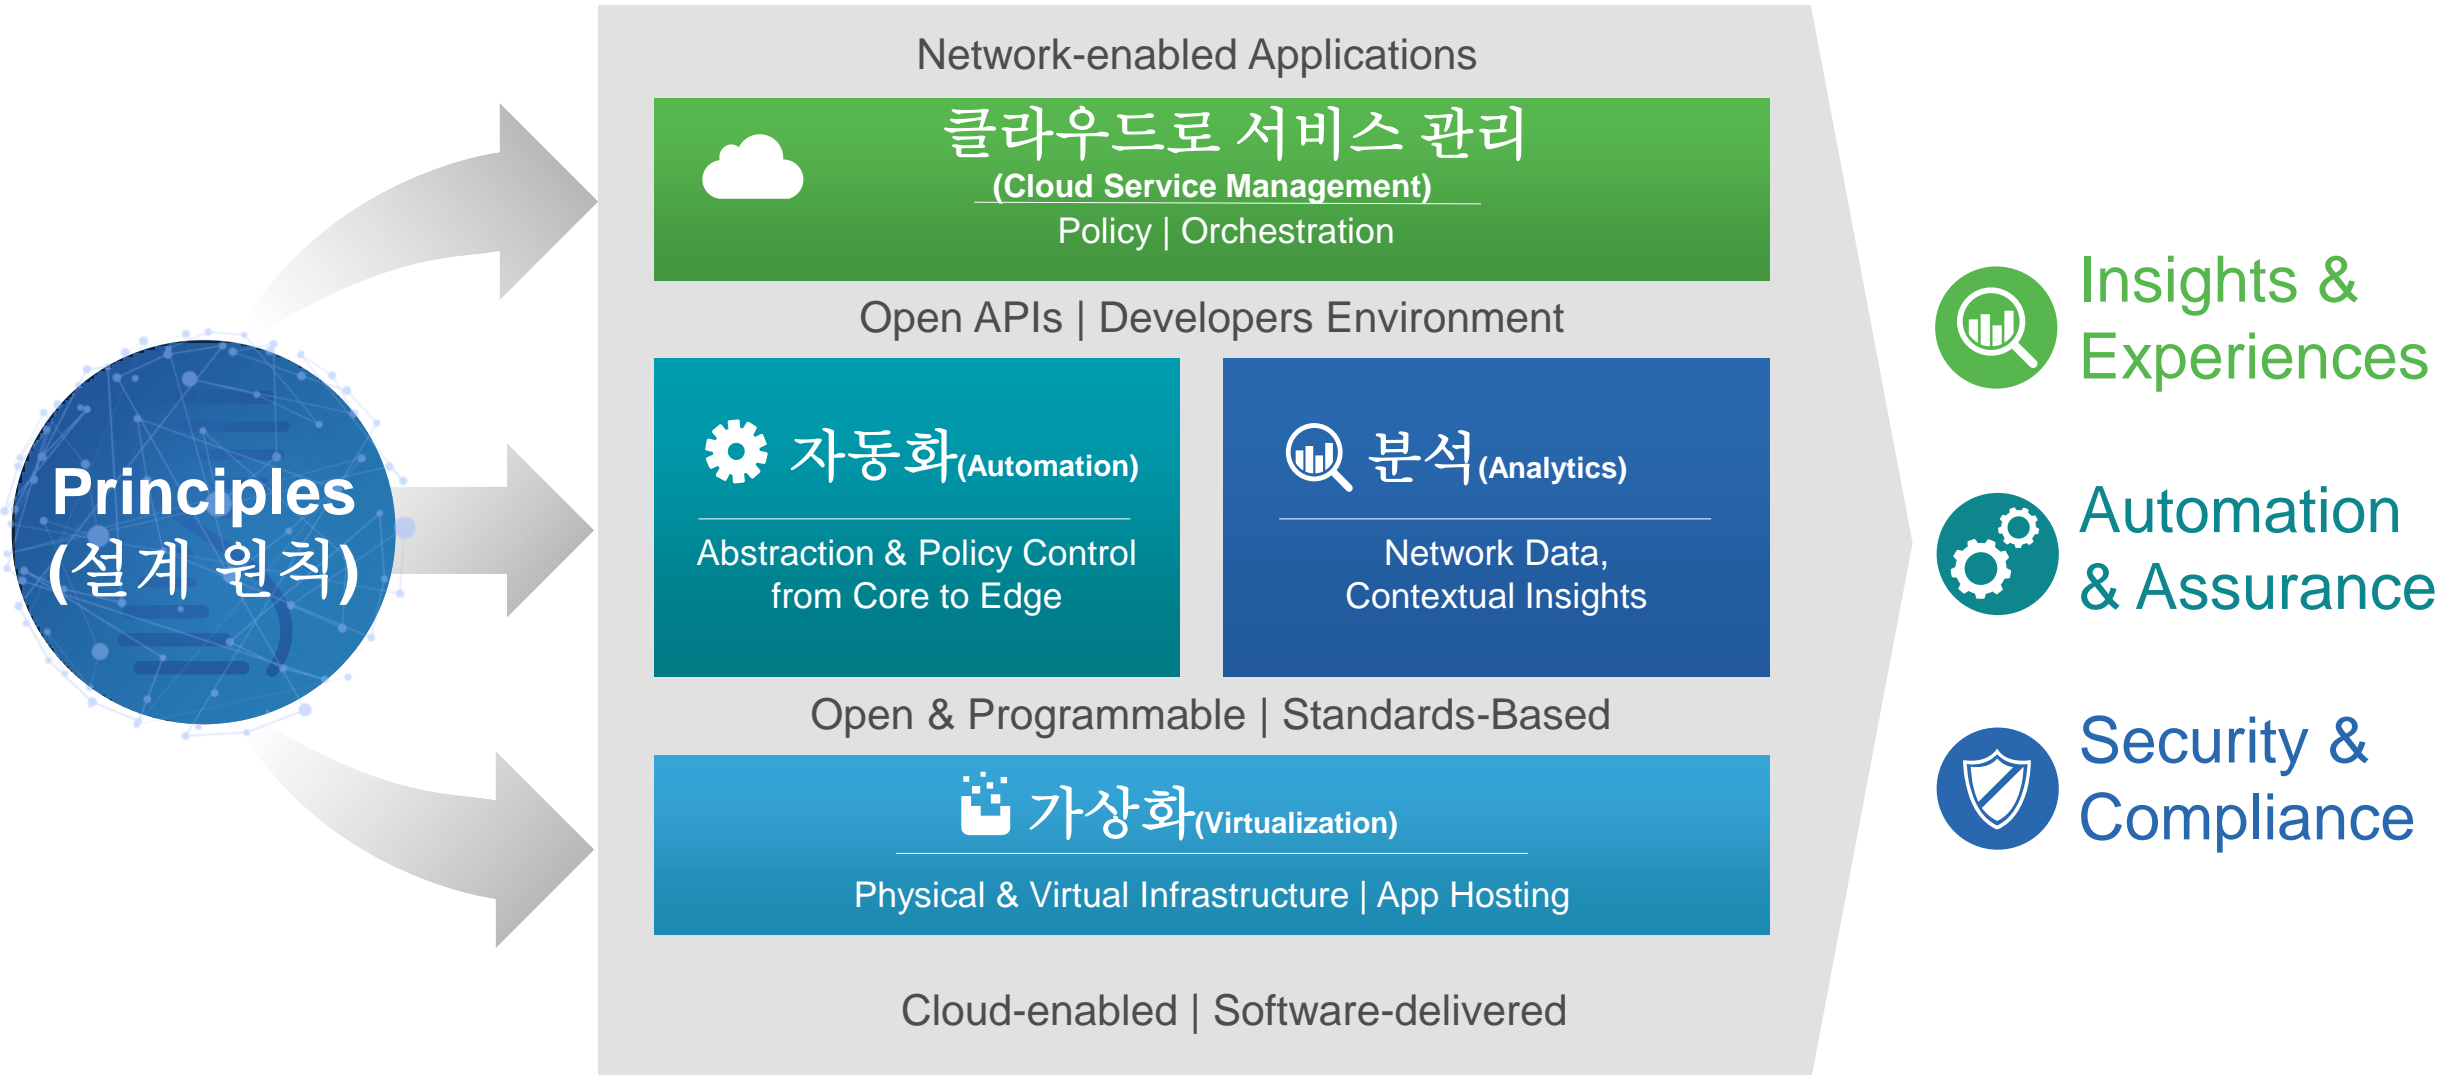 Principles
(설계 원칙)
Network-enabled Applications
클라우드로 서비스 관리
(Cloud Service Management)
Policy | Orchestration
Open APIs | Developers Environment
자동화(Automation)
Abstraction & Policy Control
from Core to Edge
분석(Analytics)
Network Data,
Contextual Insights
Open & Programmable | Standards-Based
가상화(Virtualization)
Physical & Virtual Infrastructure | App Hosting
Cloud-enabled | Software-delivered
Insights &
Experiences
Automation
& Assurance
Security &
Compliance